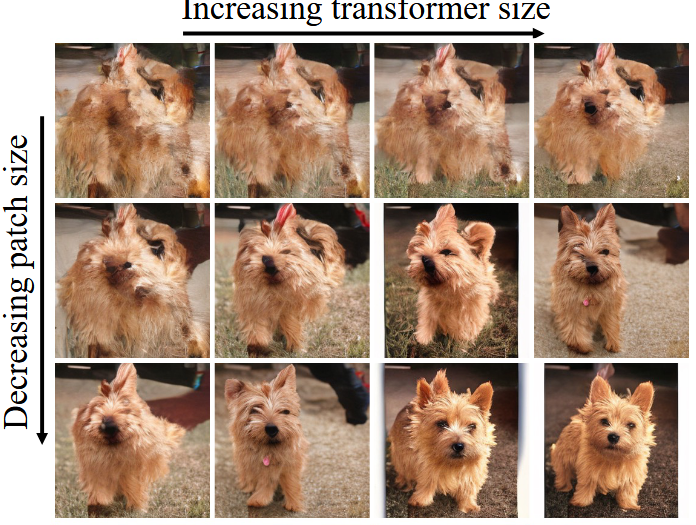 Increasing transformer size
Decreasing patch size